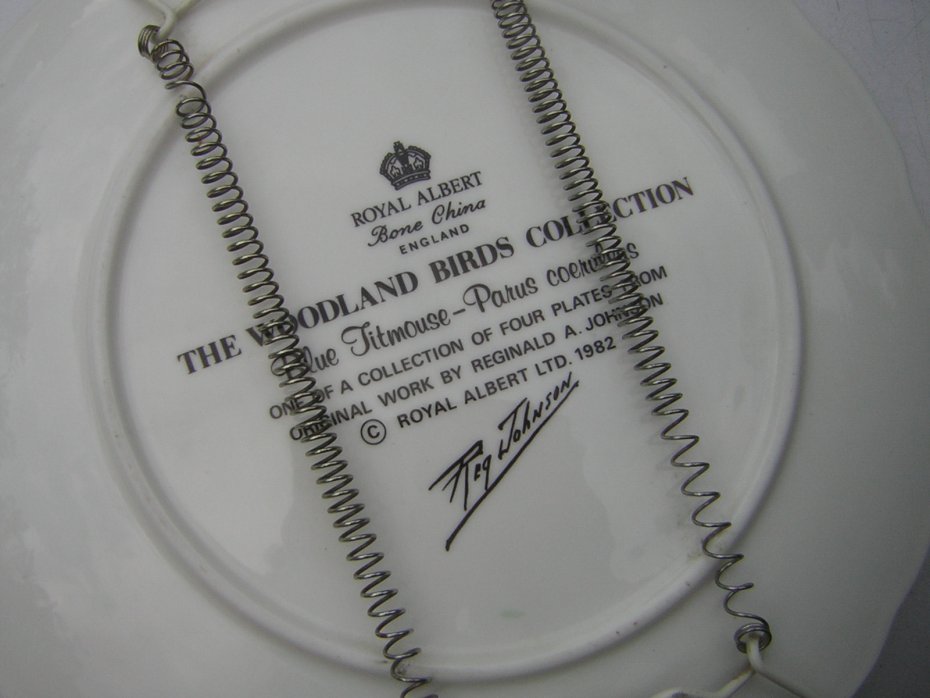 ROYAL ALBERT
Bone China
ENGLAND
THE WOODLAND BIRDS COLLECTION
Blue Titmouse - Parus coeruleus
ONE OF A COLLECTION OF FOUR PLATES FROM
ORIGINAL WORK BY REGINALD A. JOHNSON
© ROYAL ALBERT LTD. 1982
Reg Johnson